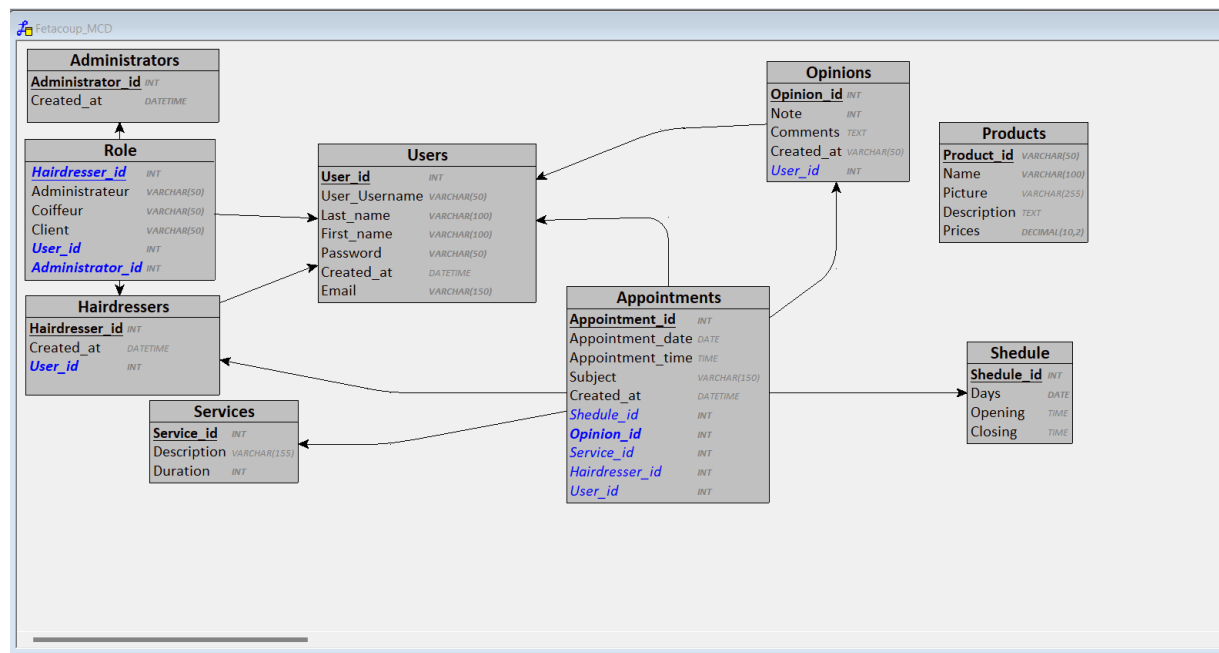 Fetacoup_MCD
Administrators
Administrator_id INT
Created_at DATETIME
Role
Hairdresser_id INT
Administrateur VARCHAR(50)
Coiffeur VARCHAR(50)
Client VARCHAR(50)
User_id INT
Administrator_id INT
Hairdressers
Hairdresser_id INT
Created_at DATETIME
User_id INT
Services
Service_id INT
Description VARCHAR(155)
Duration INT
Users
User_id INT
User_Username VARCHAR(50)
Last_name VARCHAR(100)
First_name VARCHAR(100)
Password VARCHAR(50)
Created_at DATETIME
Email VARCHAR(150)
Opinions
Opinion_id INT
Note INT
Comments TEXT
Created_at VARCHAR(50)
User_id INT
Appointments
Appointment_id INT
Appointment_date DATE
Appointment_time TIME
Subject VARCHAR(150)
Created_at DATETIME
Shedule_id INT
Opinion_id INT
Service_id INT
Hairdresser_id INT
User_id INT
Products
Product_id VARCHAR(50)
Name VARCHAR(100)
Picture VARCHAR(255)
Description TEXT
Prices DECIMAL(10,2)
Shedule
Shedule_id INT
Days DATE
Opening TIME
Closing TIME